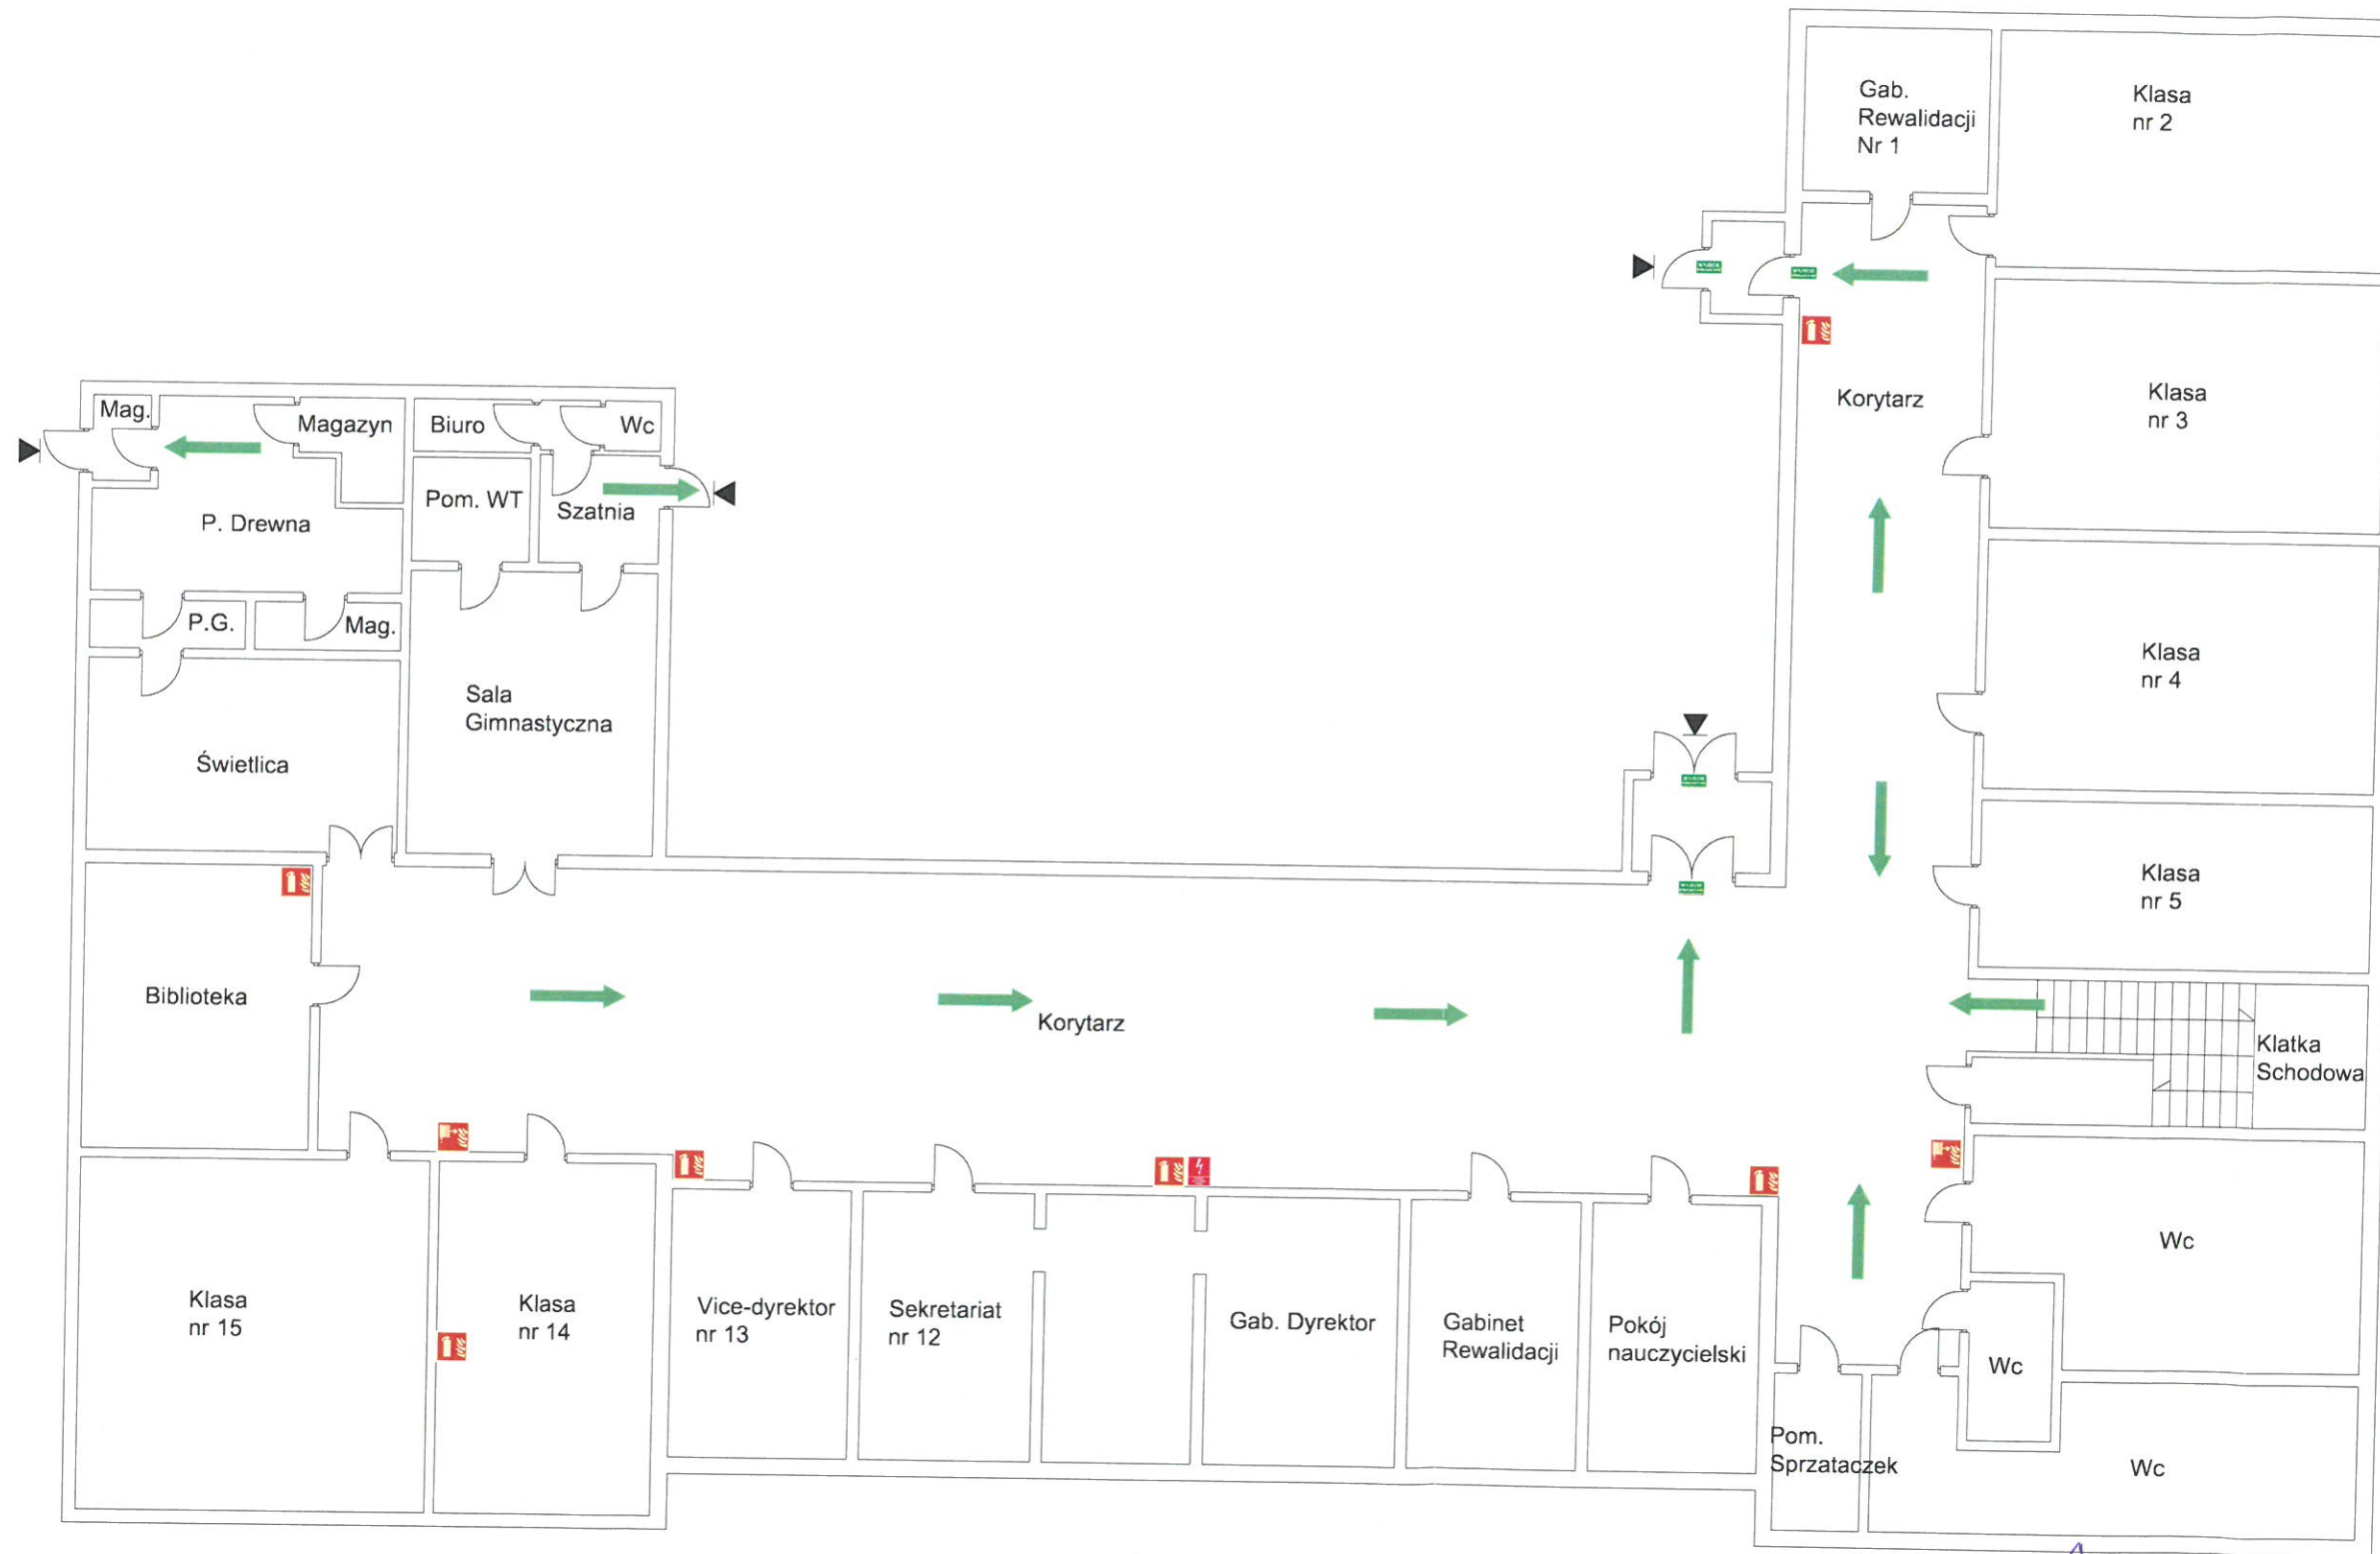 Gab.
Rewalidacji
Nr 1
Klasa
nr 2
Korytarz
Klasa
nr 3
Mag.
Magazyn
Biuro
Wc
Pom. WT
Szatnia
P. Drewna
P.G.
Mag.
Sala
Gimnastyczna
Świetlica
Klasa
nr 4
Klasa
nr 5
Biblioteka
Korytarz
Klatka
Schodowa
Klasa
nr 15
Klasa
nr 14
Vice-dyrektor
nr 13
Sekretariat
nr 12
Gab. Dyrektor
Gabinet
Rewalidacji
Pokój
nauczycielski
Wc
Wc
Pom.
Sprzataczek
Wc